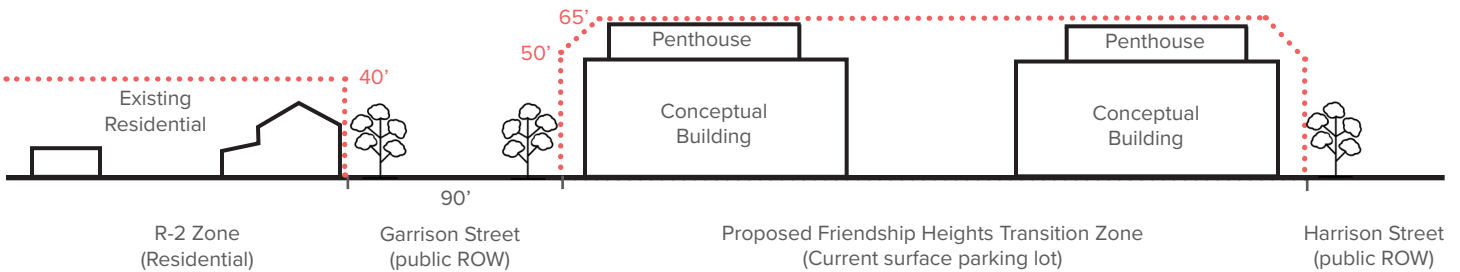 65’
50’
Penthouse
Penthouse
40’
Existing
Residential
Conceptual
Building
Conceptual
Building
90’
R-2 Zone
(Residential)
Garrison Street
(public ROW)
Proposed Friendship Heights Transition Zone
(Current surface parking lot)
Harrison Street
(public ROW)